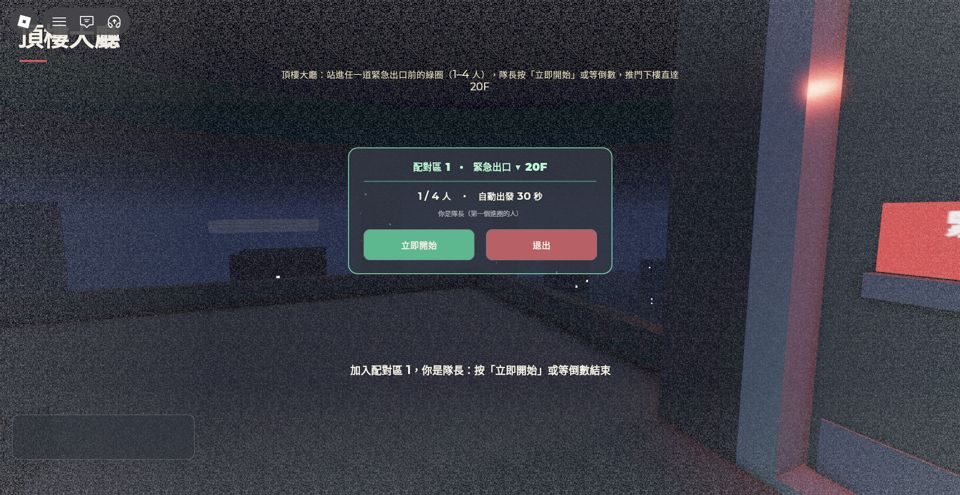 頂樓大廳
頂樓大廳：站進任一道緊急出口前的綠圈（1–4 人），隊長按「立即開始」或等倒數，推門下樓直達
20F
配對區 1 • 緊急出口 ▼ 20F
1 / 4 人 • 自動出發 30 秒
你是隊長（第一個進圈的人）
立即開始
退出
加入配對區 1，你是隊長：按「立即開始」或等倒數結束